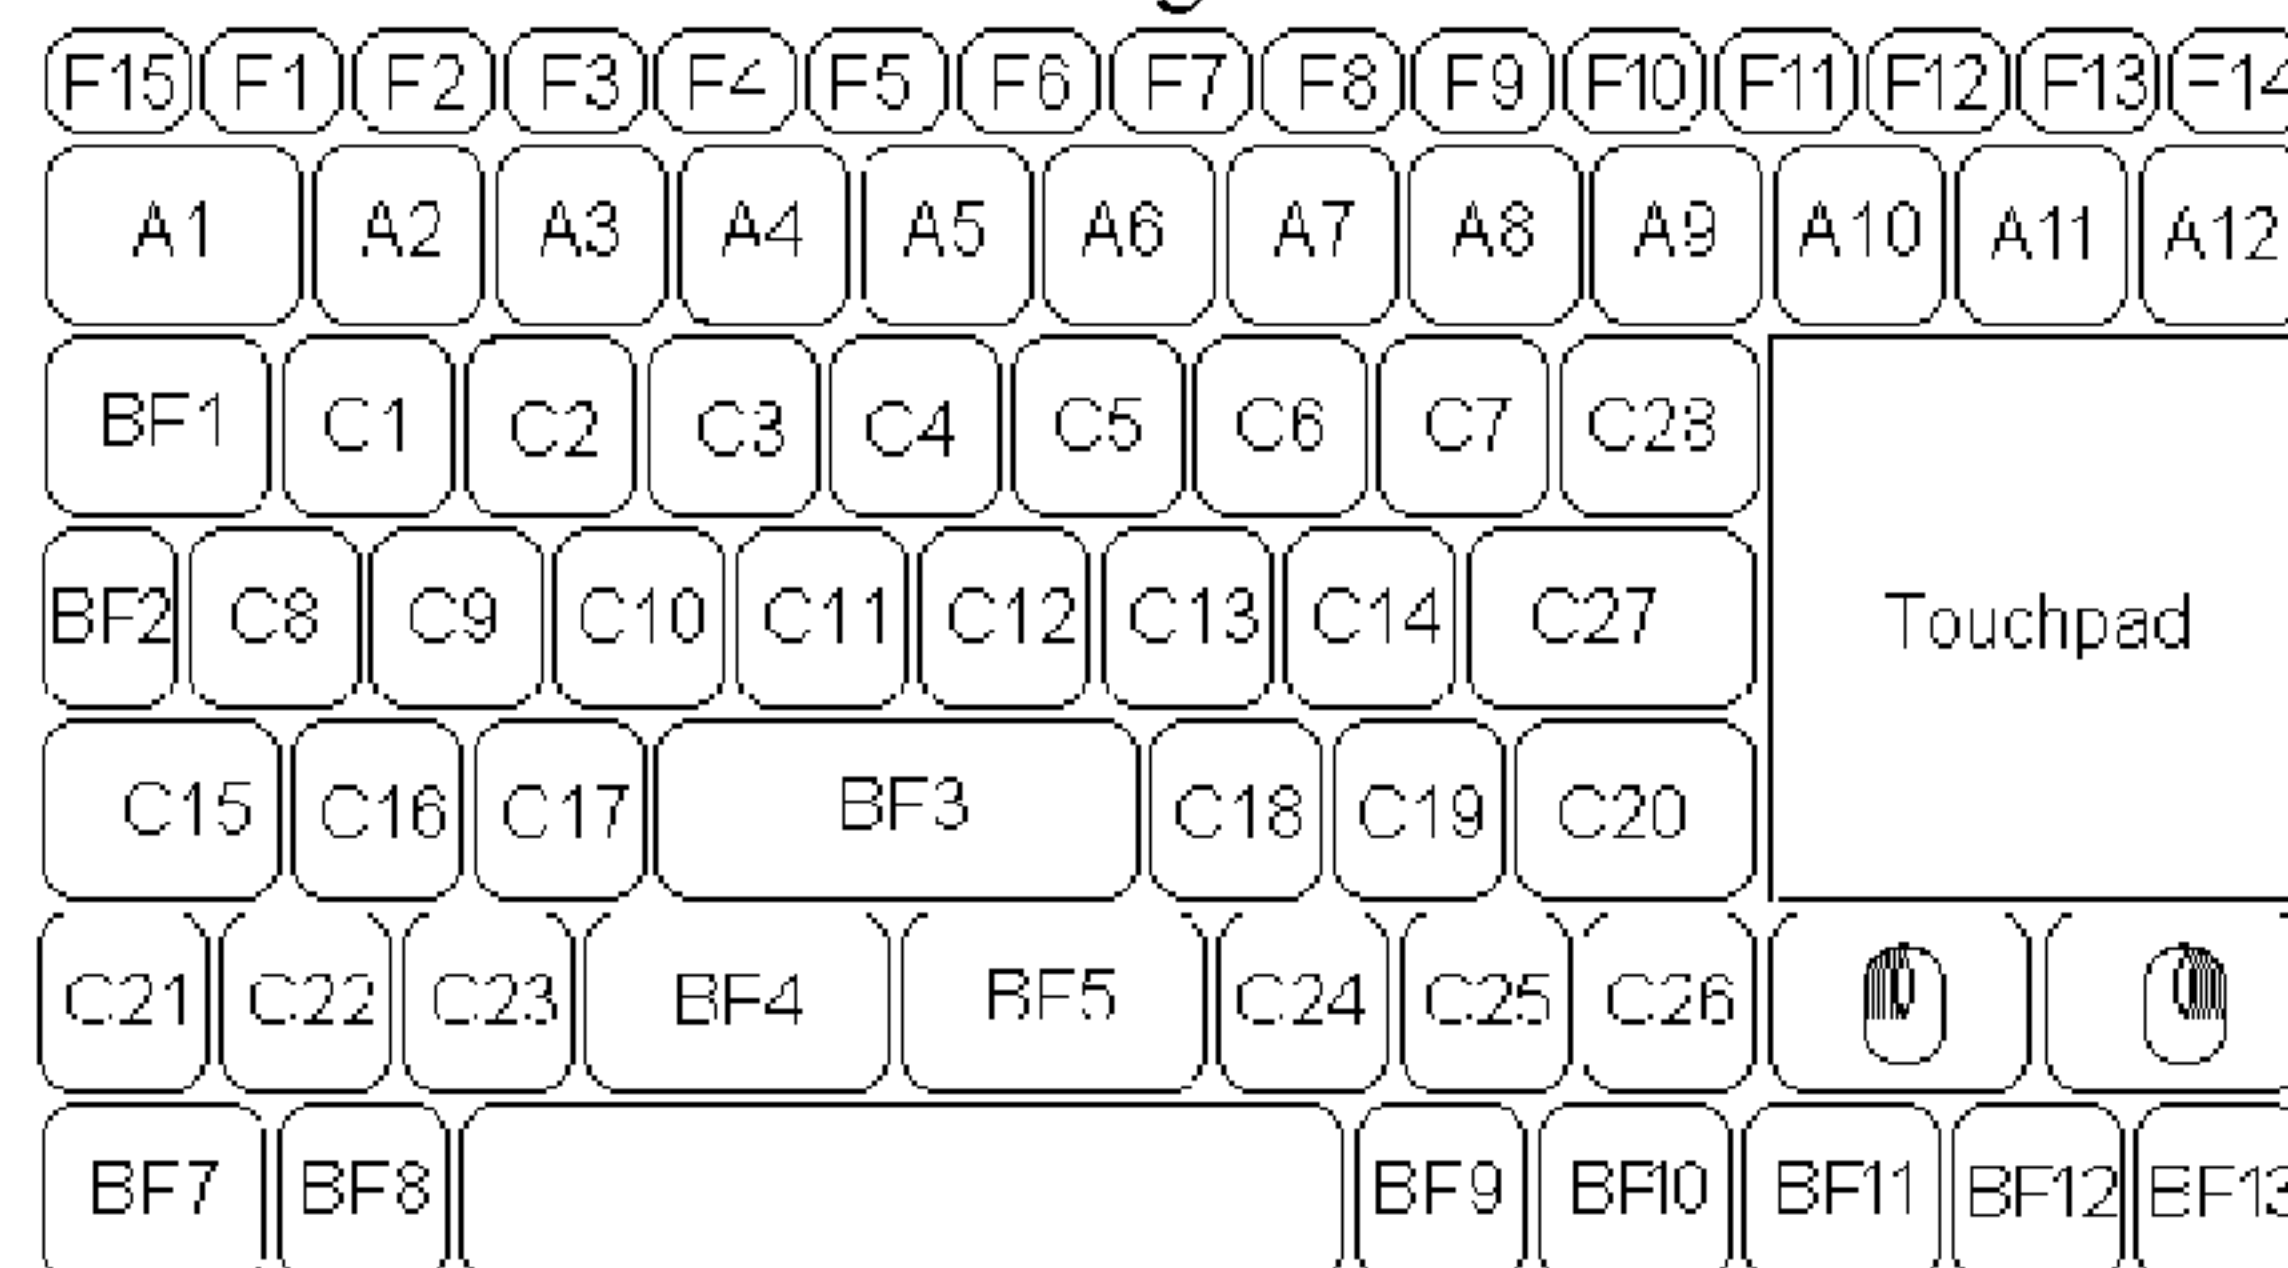 F15 F1 F2 F3 F4 F5 F6 F7 F8 F9 F10 F11 F12 F13 F14
A1 A2 A3 A4 A5 A6 A7 A8 A9 A10 A11 A12
BF1 C1 C2 C3 C4 C5 C6 C7 C28
BF2 C8 C9 C10 C11 C12 C13 C14 C27 Touchpad
C15 C16 C17 BF3 C18 C19 C20
C21 C22 C23 BF4 BF5 C24 C25 C26
BF7 BF8 BF9 BF10 BF11 BF12 BF13